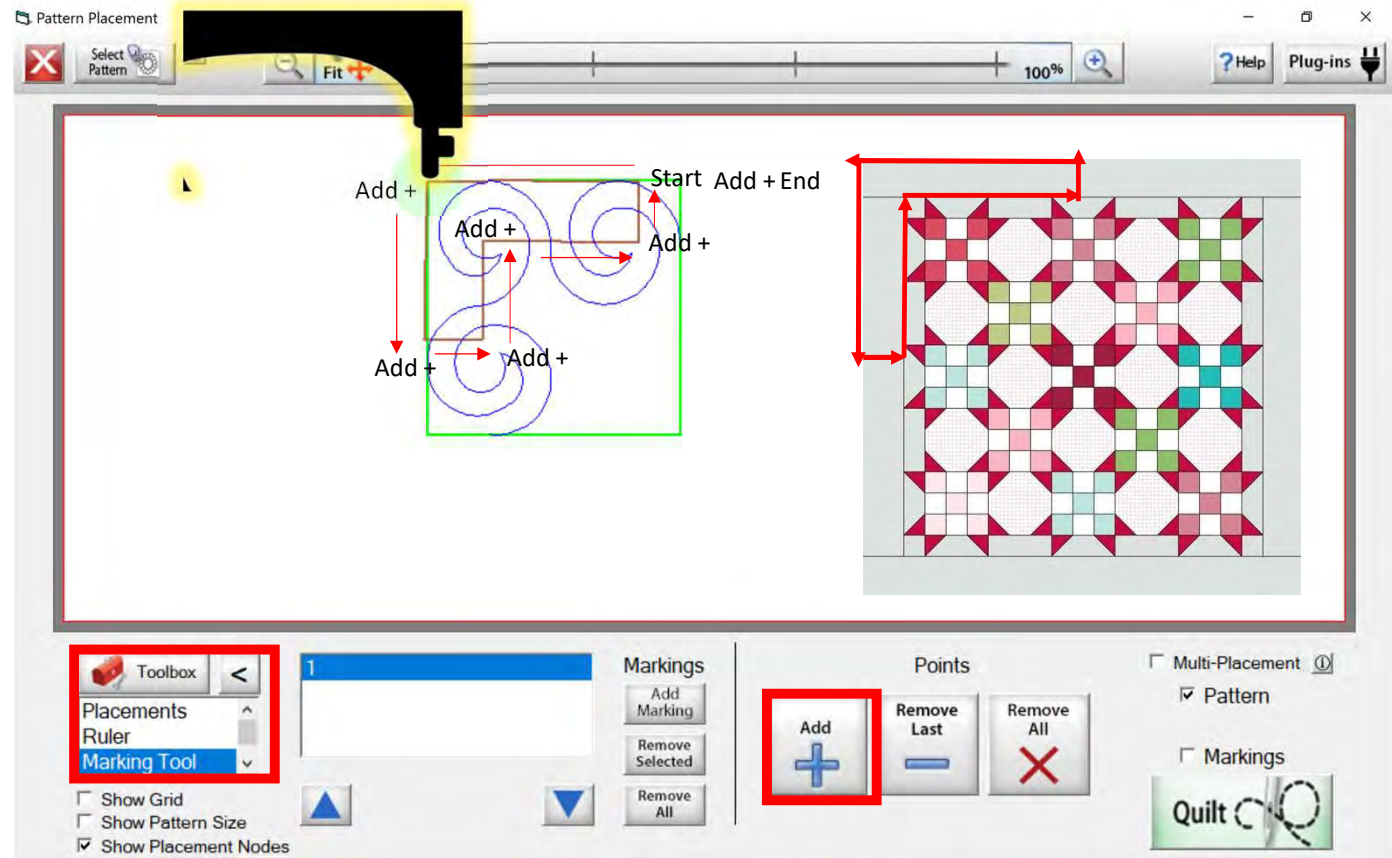 Pattern Placement
Select
Pattern
Fit
100%
?Help
Plug-ins
Add +
Start Add + End
Add +
Add +
Add +
Add +
Toolbox
<
Placements
Ruler
Marking Tool
Show Grid
Show Pattern Size
Show Placement Nodes
1
Markings
Add
Marking
Remove
Selected
Remove
All
Points
Add
Remove
Last
Remove
All
Multi-Placement
Pattern
Markings
Quilt